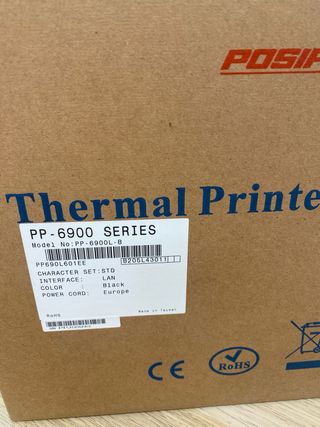 POSIF
Thermal Printe
PP-6900 SERIES
Model No:PP-6900L-B
PP690L601EE
B205L43011
CHARACTER SET:STD
INTERFACE: LAN
COLOR : Black
POWER CORD: Europe
RoHS
Made in Taiwan
CE
RoHS